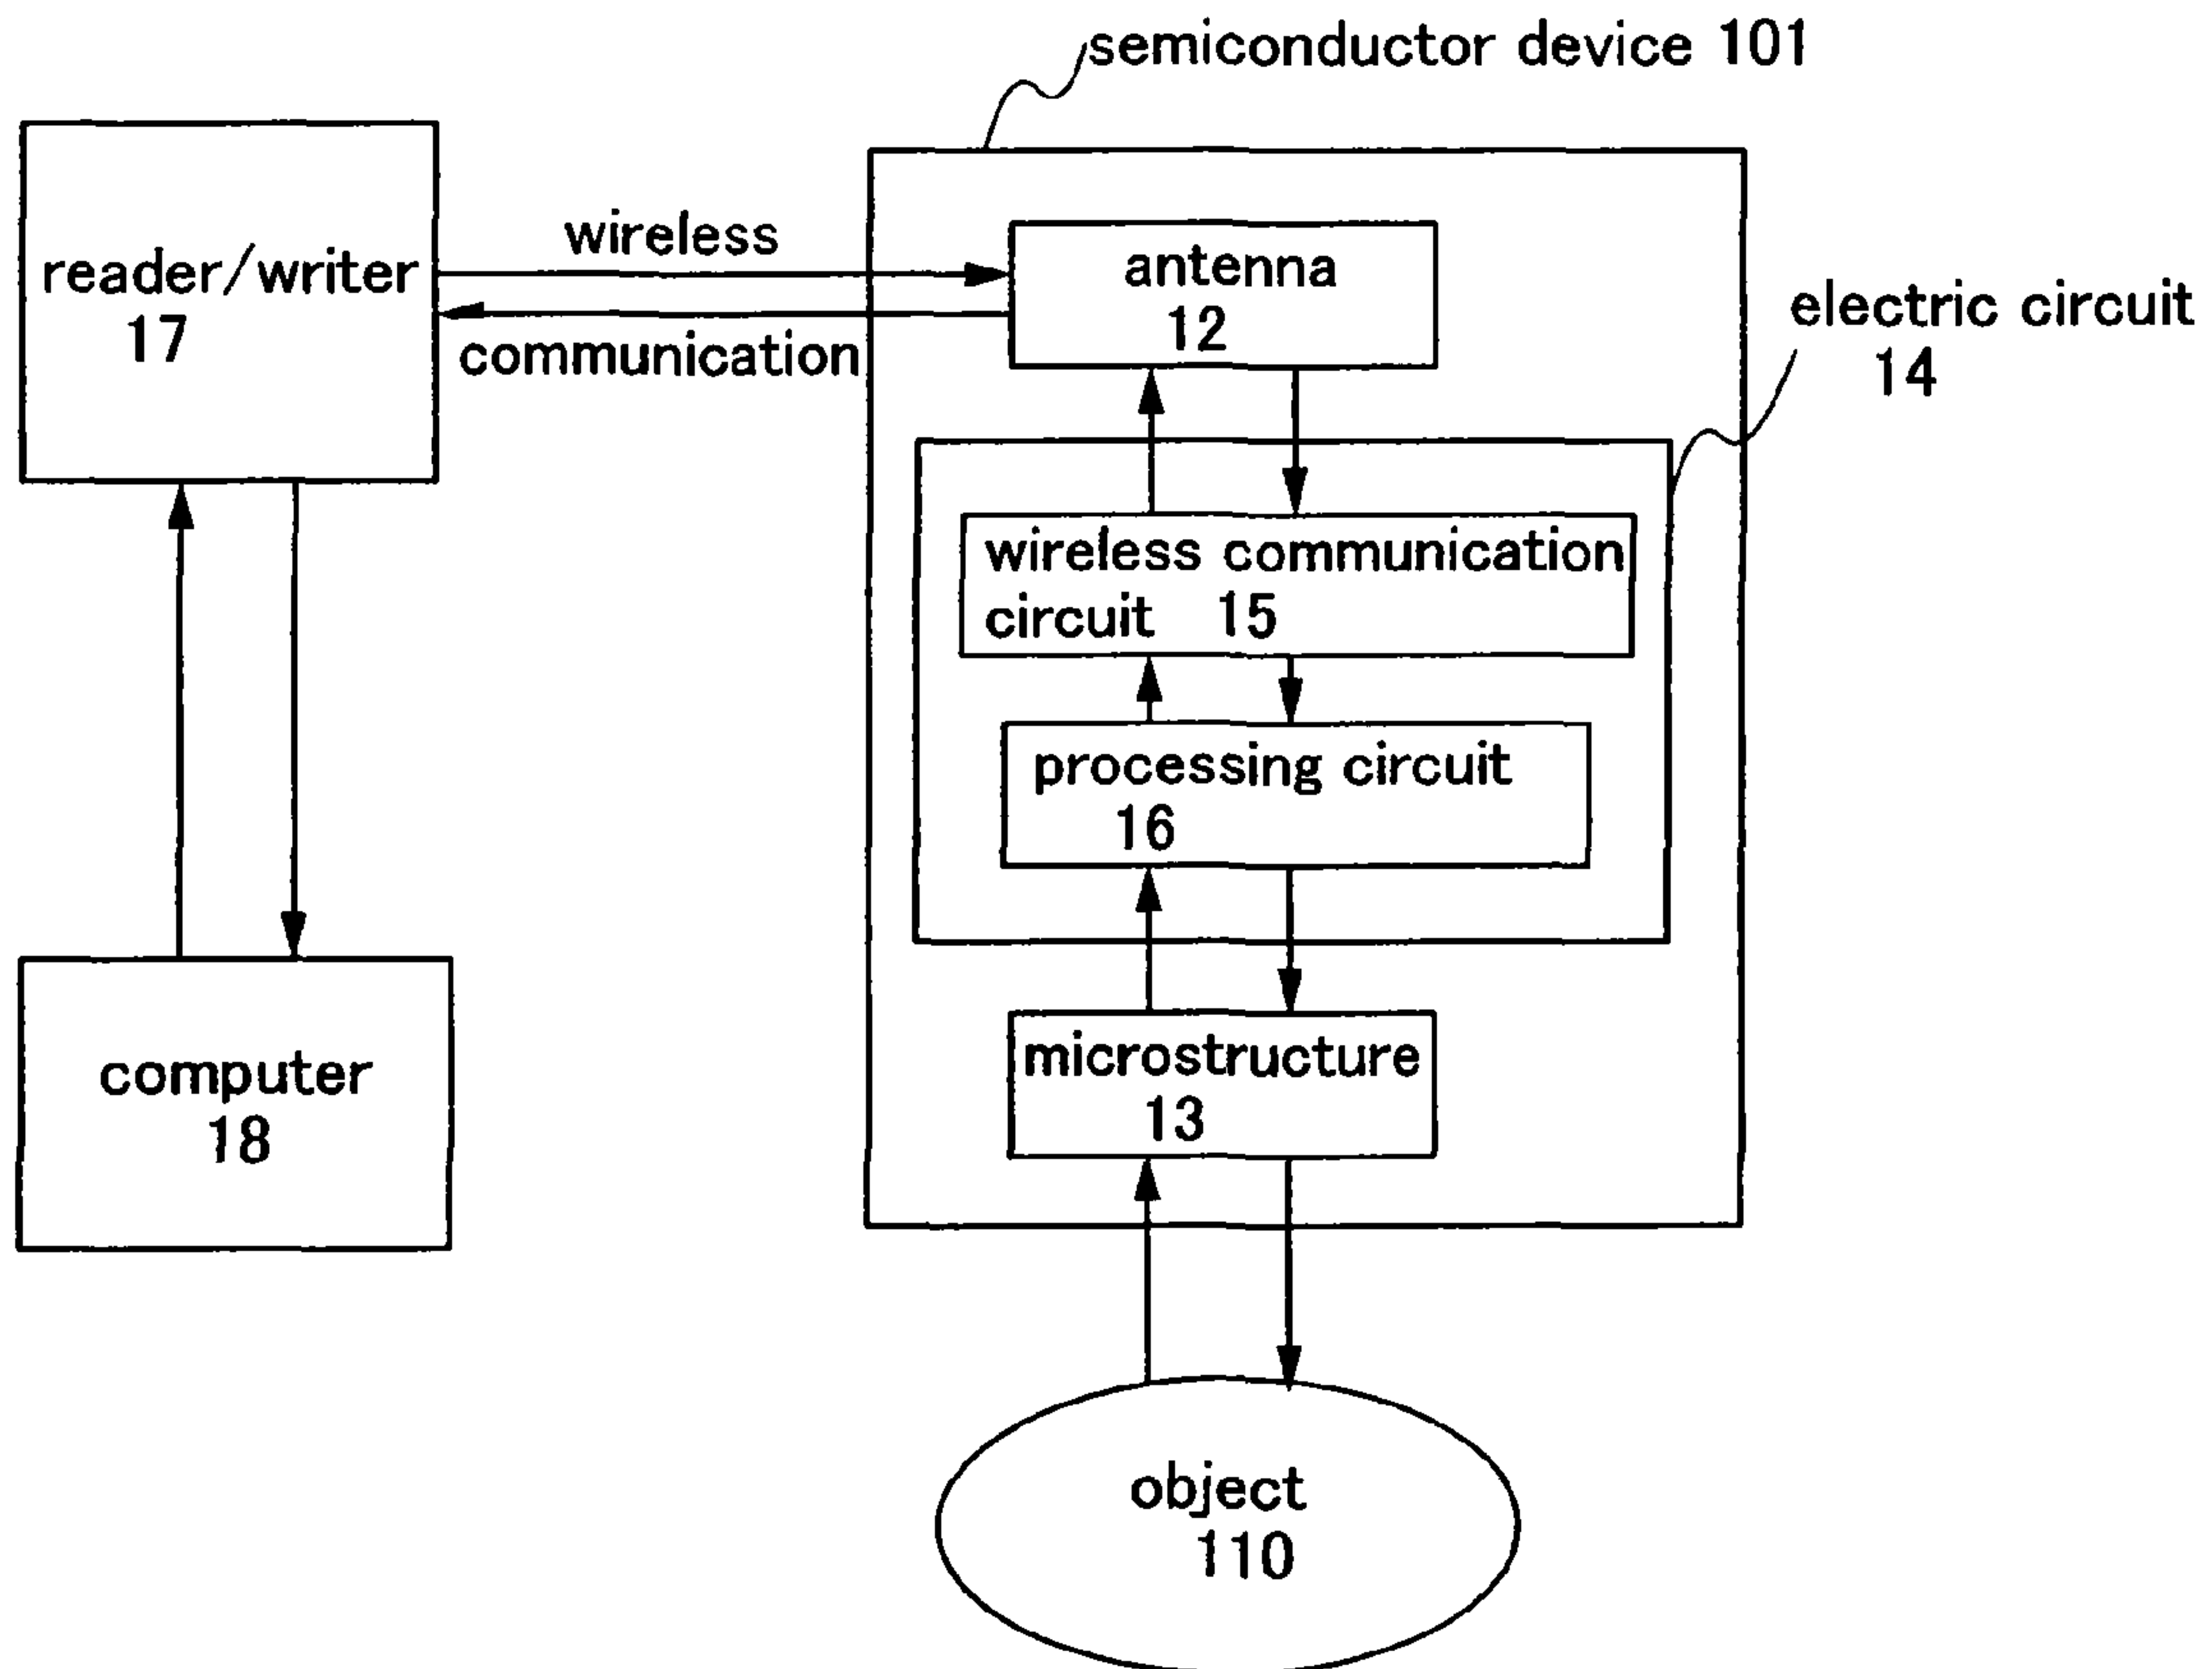 semiconductor device 101
reader/writer
17
wireless
communication
antenna
12
electric circuit
14
wireless communication
circuit 15
processing circuit
16
microstructure
13
computer
18
object
110